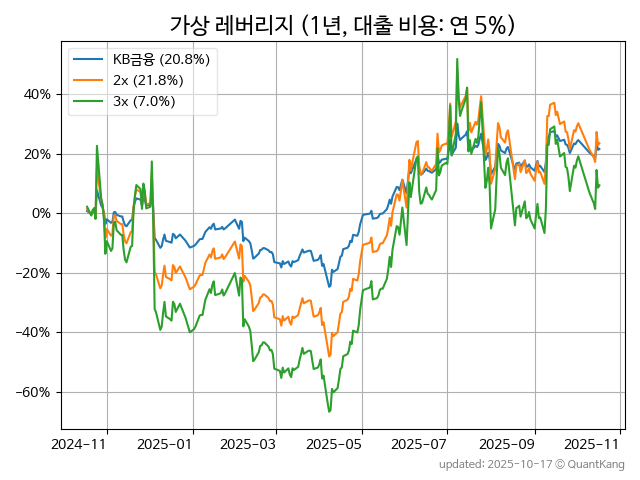 가상 레버리지 (1년, 대출 비용: 연 5%)
KB금융 (20.8%)
2x (21.8%)
3x (7.0%)
40%
20%
0%
−20%
−40%
−60%
2024-11
2025-01
2025-03
2025-05
2025-07
2025-09
2025-11
updated: 2025-10-17 © QuantKang